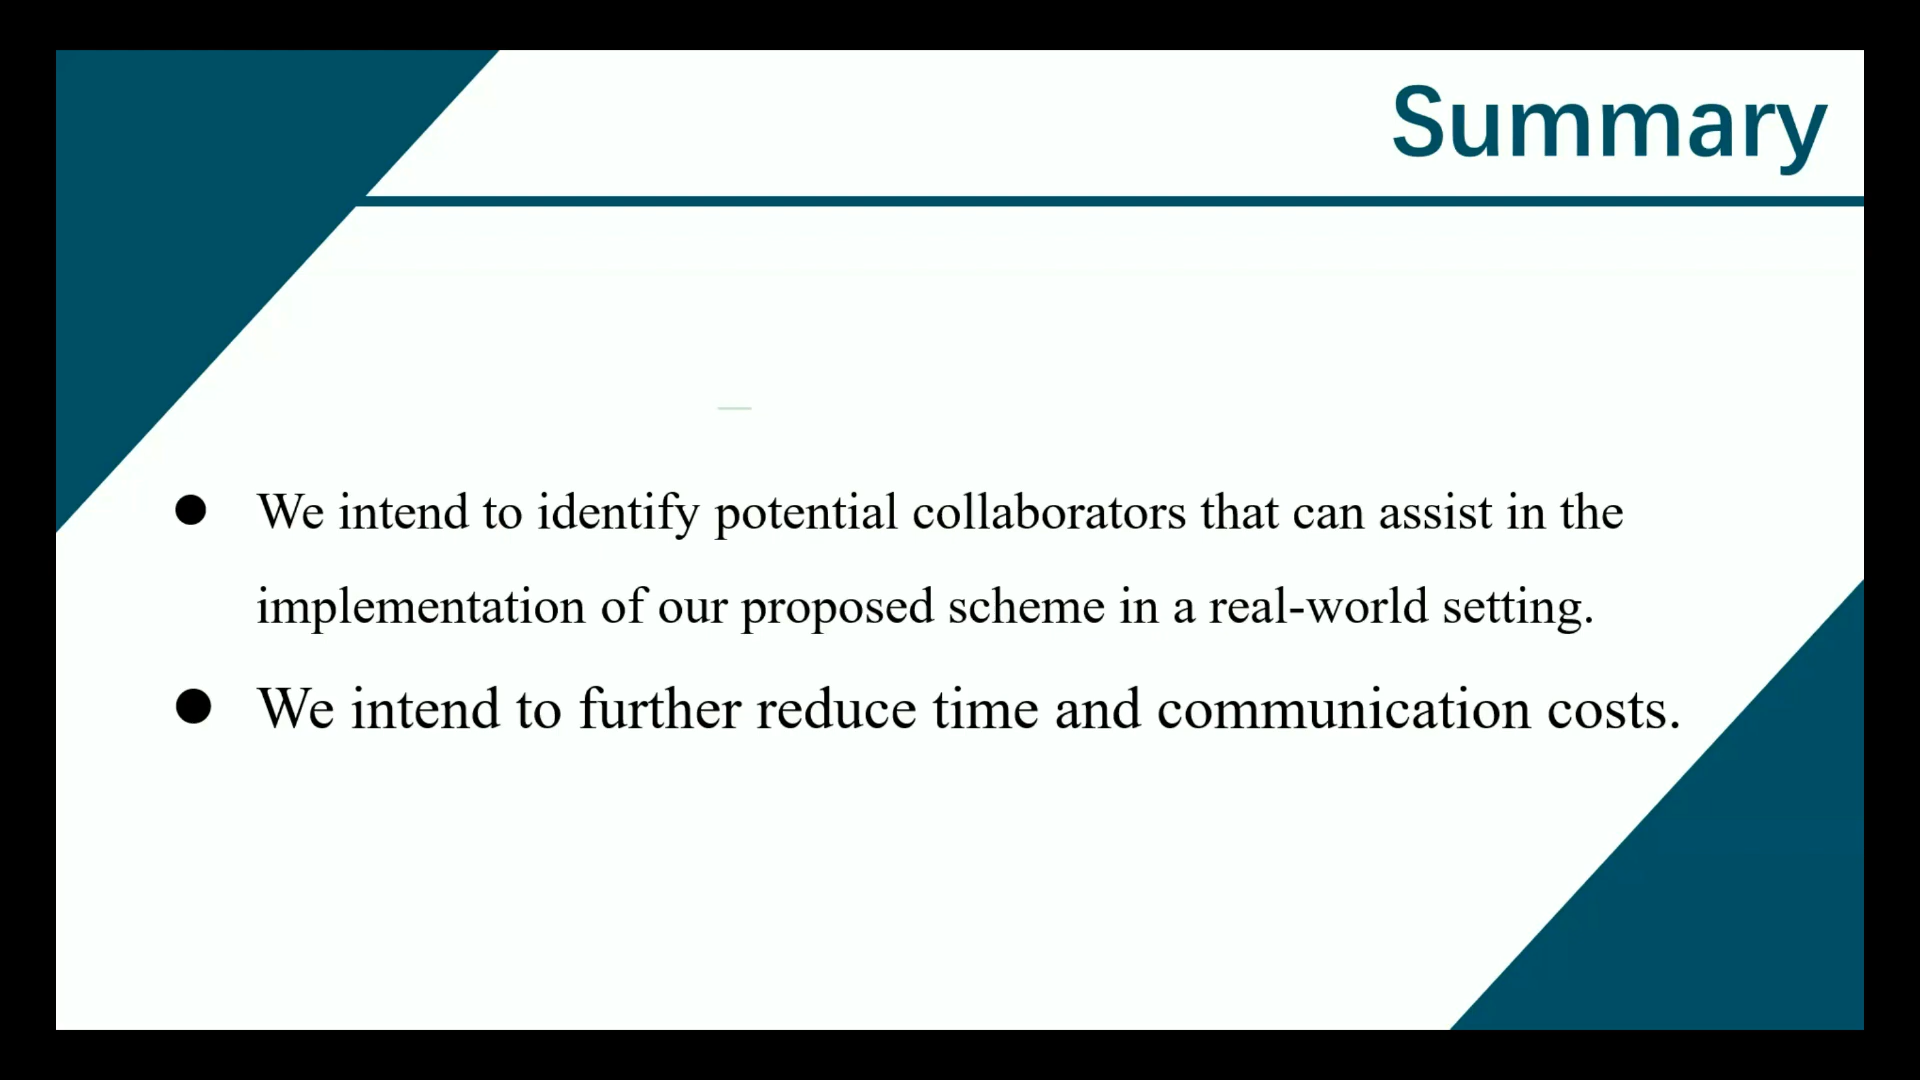 Summary
● We intend to identify potential collaborators that can assist in the
implementation of our proposed scheme in a real-world setting.
● We intend to further reduce time and communication costs.